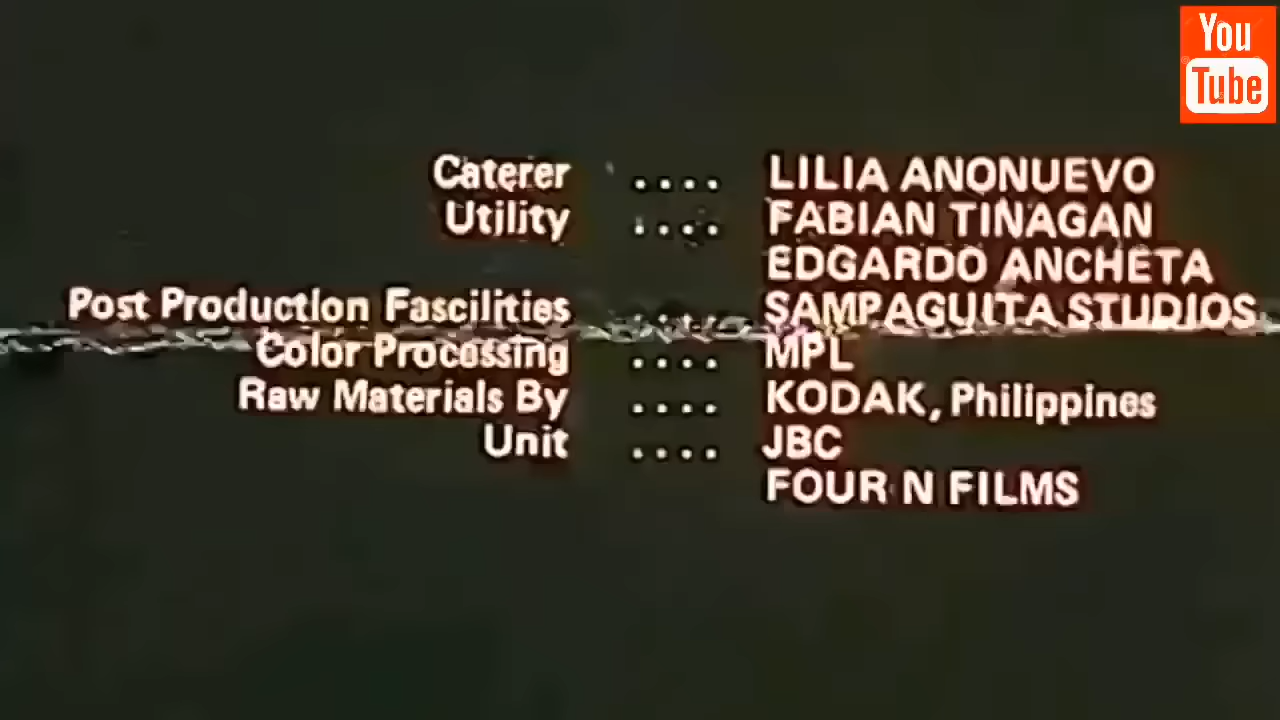 You
Tube
Caterer .... LILIA ANONUEVO
Utility .... FABIAN TINAGAN
EDGARDO ANCHETA
Post Production Fascilities .... SAMPAGUITA STUDIOS
Color Processing .... MPL
Raw Materials By .... KODAK, Philippines
Unit .... JBC
FOUR N FILMS